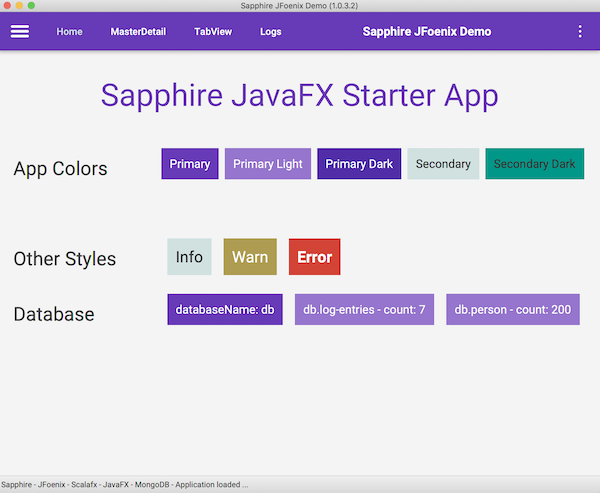 Sapphire JFoenix Demo (1.0.3.2)
Home MasterDetail TabView Logs Sapphire JFoenix Demo
Sapphire JavaFX Starter App
App Colors Primary Primary Light Primary Dark Secondary Secondary Dark
Other Styles Info Warn Error
Database databaseName: db db.log-entries - count: 7 db.person - count: 200
Sapphire - JFoenix - Scalafx - JavaFX - MongoDB - Application loaded ...